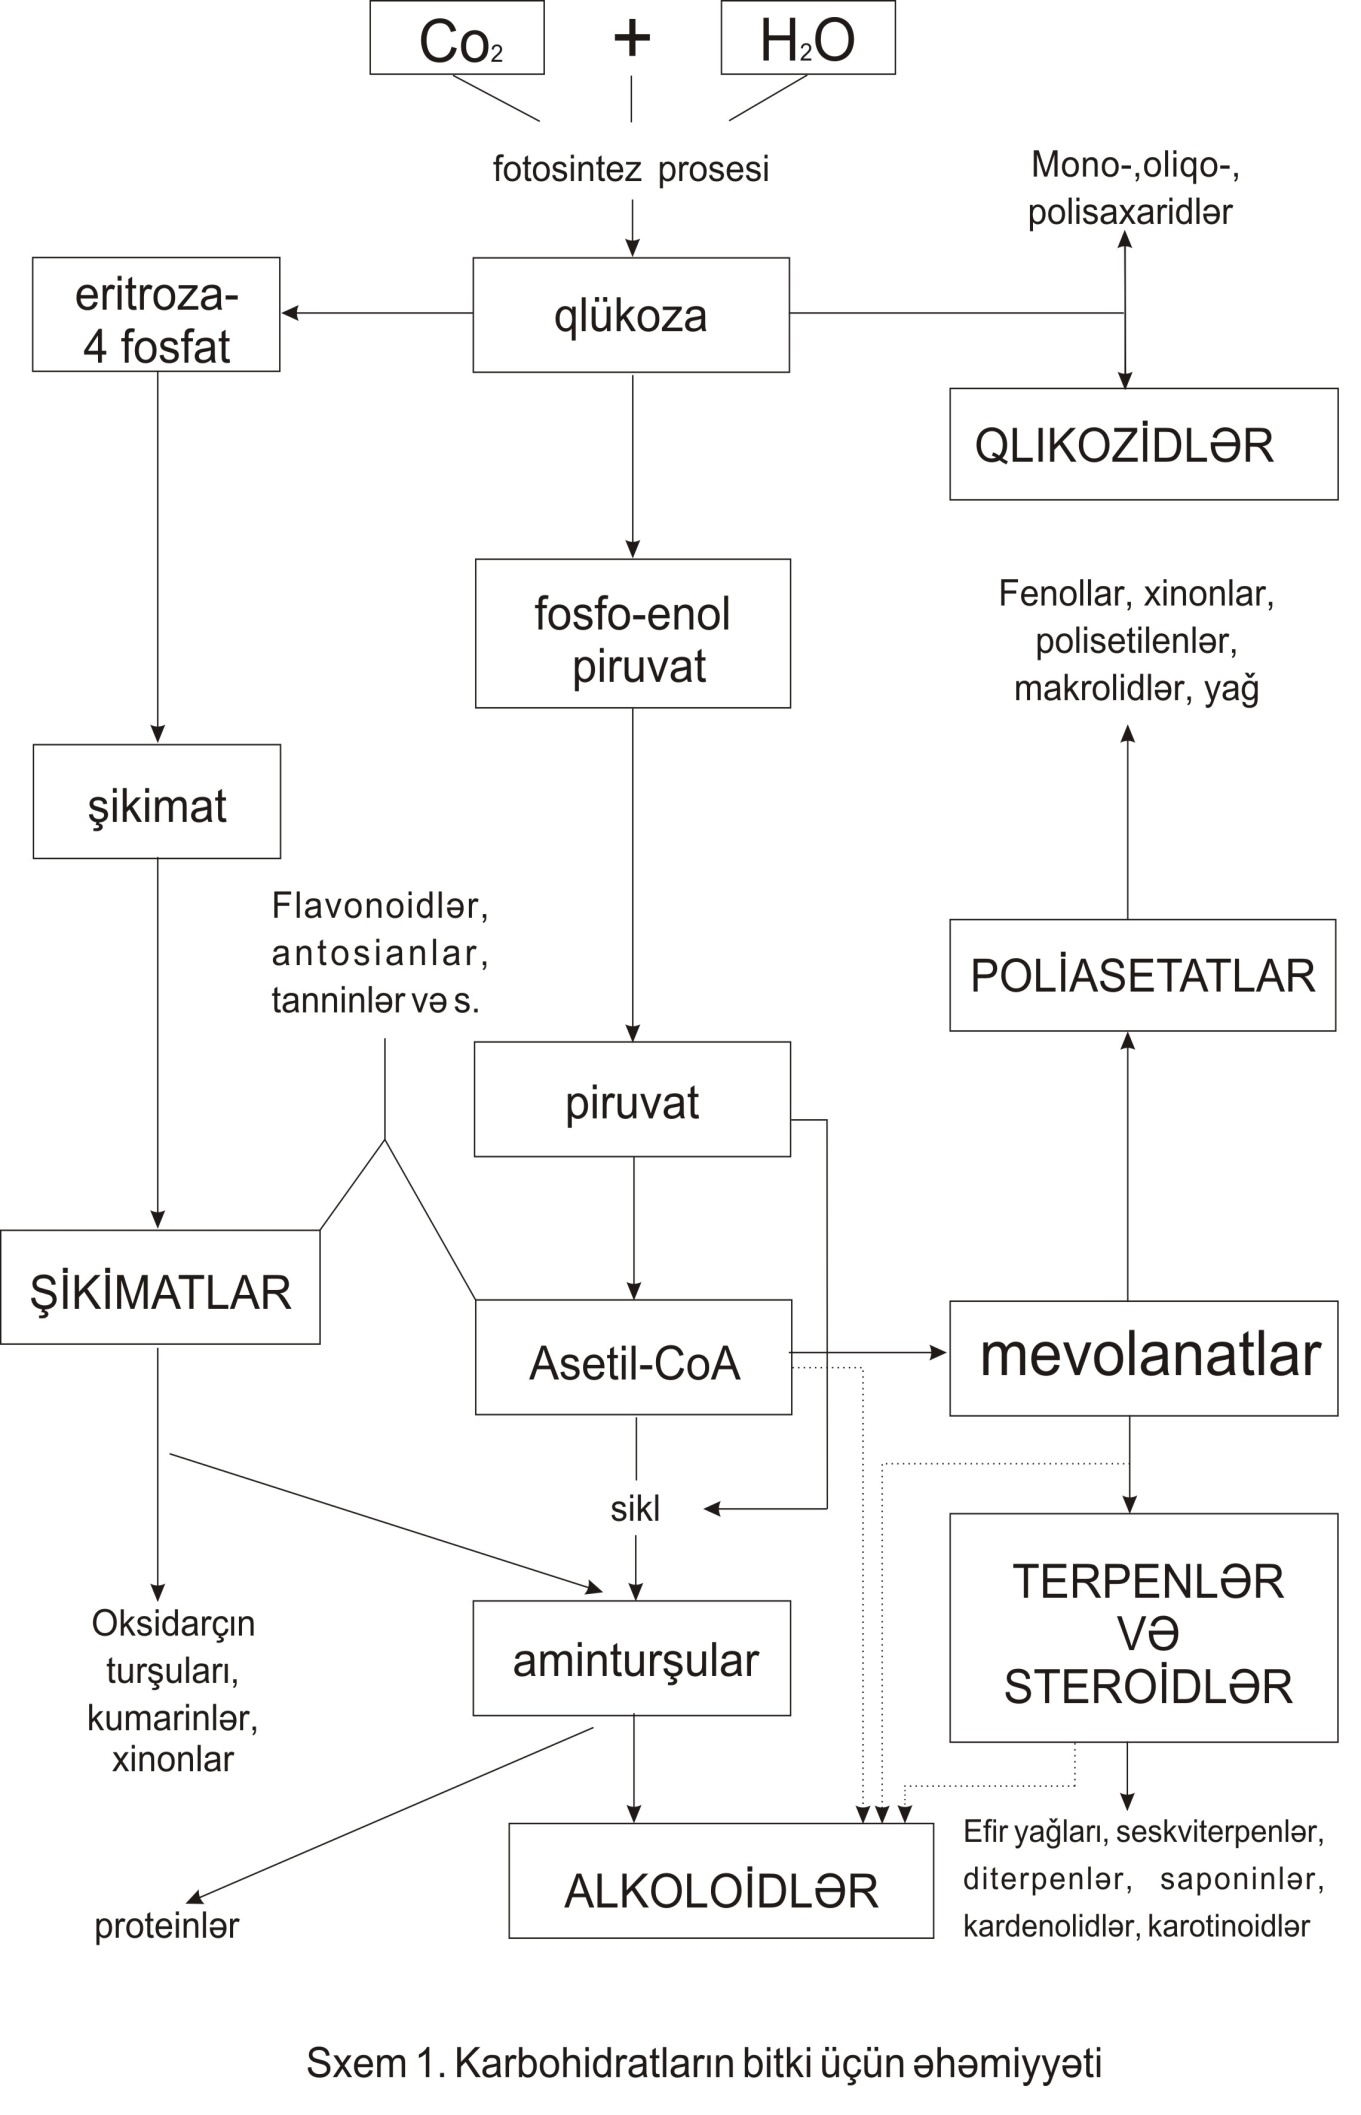 Co2 + H2O
fotosintez prosesi
Mono-,oliqo-,
polisaxaridlər
eritroza-
4 fosfat
qlükoza
QLIKOZİDLƏR
fosfo-enol
piruvat
Fenollar, xinonlar,
polisetilenlər,
makrolidlər, yağ
şikimat
Flavonoidlər,
antosianlar,
tanninlər və s.
POLİASETATLAR
piruvat
ŞİKİMATLAR
Asetil-CoA
mevolanatlar
sikl
TERPENLƏR
VƏ
STEROİDLƏR
Oksidarçın
turşuları,
kumarinlər,
xinonlar
aminturşular
proteinlər
ALKOLOİDLƏR
Efir yağları, seskviterpenlər,
diterpenlər, saponinlər,
kardenolidlər, karotinoidlər
Sxem 1. Karbohidratların bitki üçün əhəmiyyəti